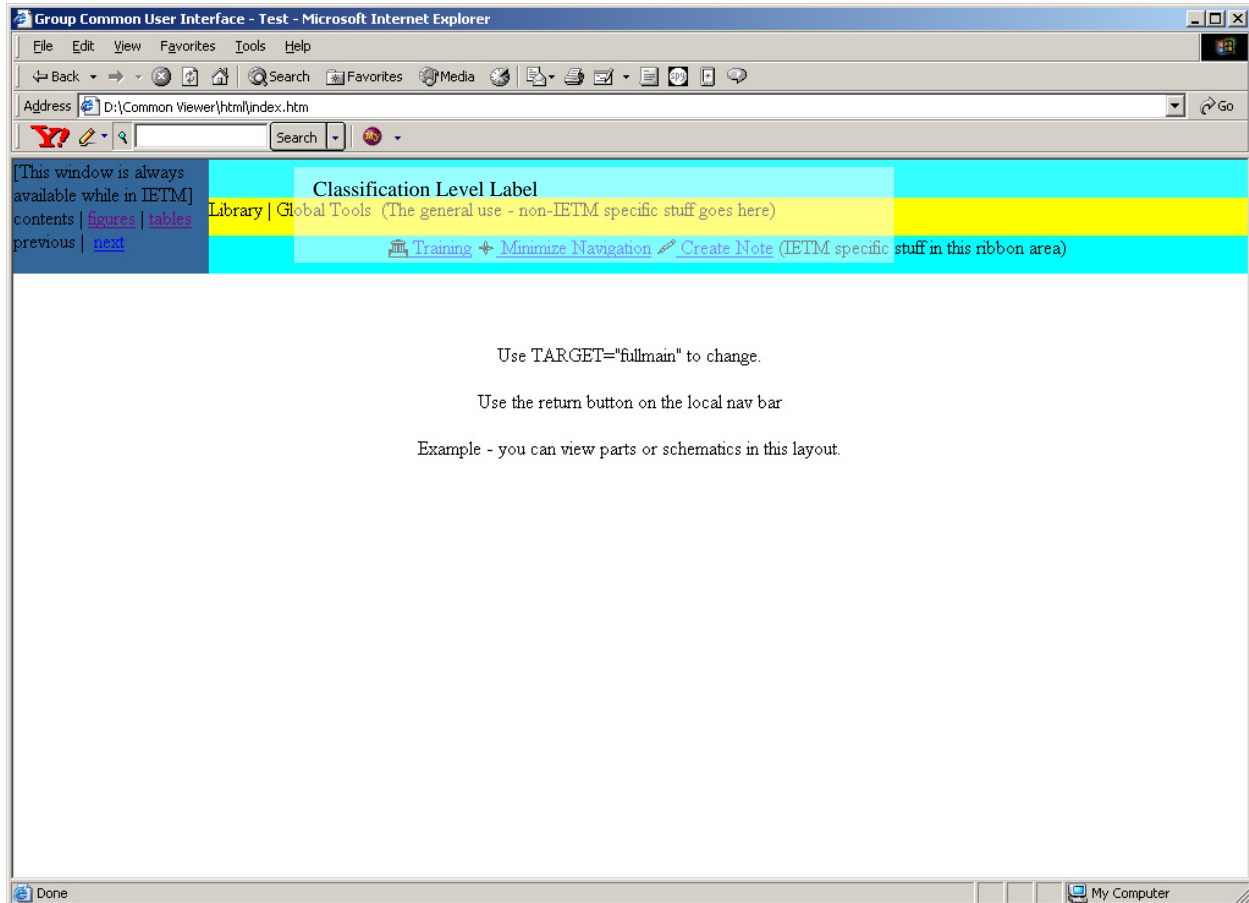 Group Common User Interface - Test - Microsoft Internet Explorer
File Edit View Favorites Tools Help
Back Search Favorites Media
Address D:\Common Viewer\html\index.htm Go
Y! Search
[This window is always
available while in IETM]
contents | figures | tables
previous | next
Classification Level Label
Library | Global Tools (The general use - non-IETM specific stuff goes here)
Training Minimize Navigation Create Note (IETM specific stuff in this ribbon area)
Use TARGET="fullmain" to change.
Use the return button on the local nav bar
Example - you can view parts or schematics in this layout.
Done My Computer